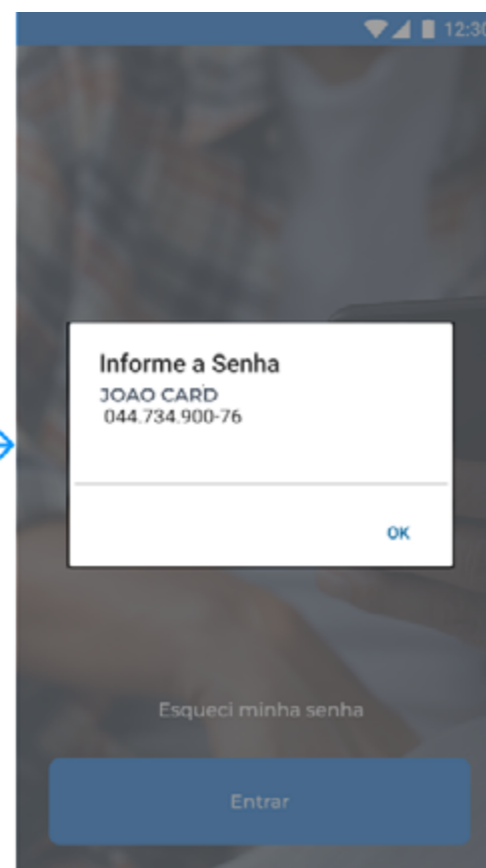 12:30
Informe a Senha
JOAO CARD
044.734.900-76
OK
Esqueci minha senha
Entrar